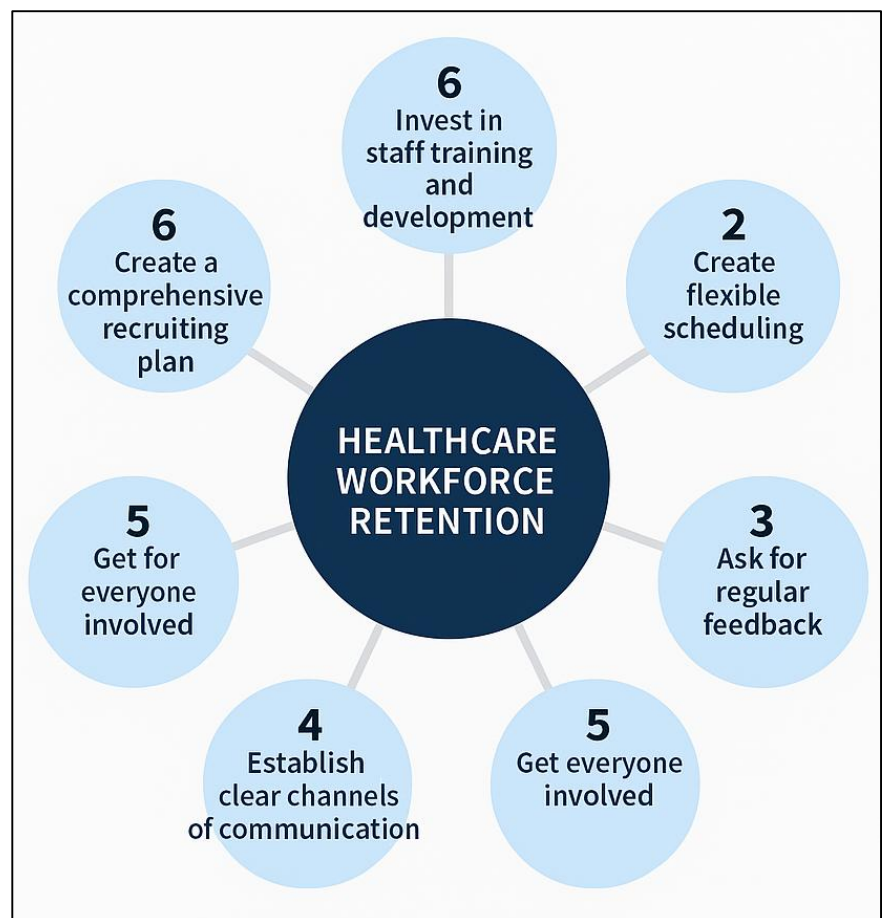 6
Invest in
staff training
and
development
2
Create
flexible
scheduling
3
Ask for
regular
feedback
5
Get everyone
involved
4
Establish
clear channels
of communication
5
Get for
everyone
involved
6
Create a
comprehensive
recruiting
plan
HEALTHCARE
WORKFORCE
RETENTION